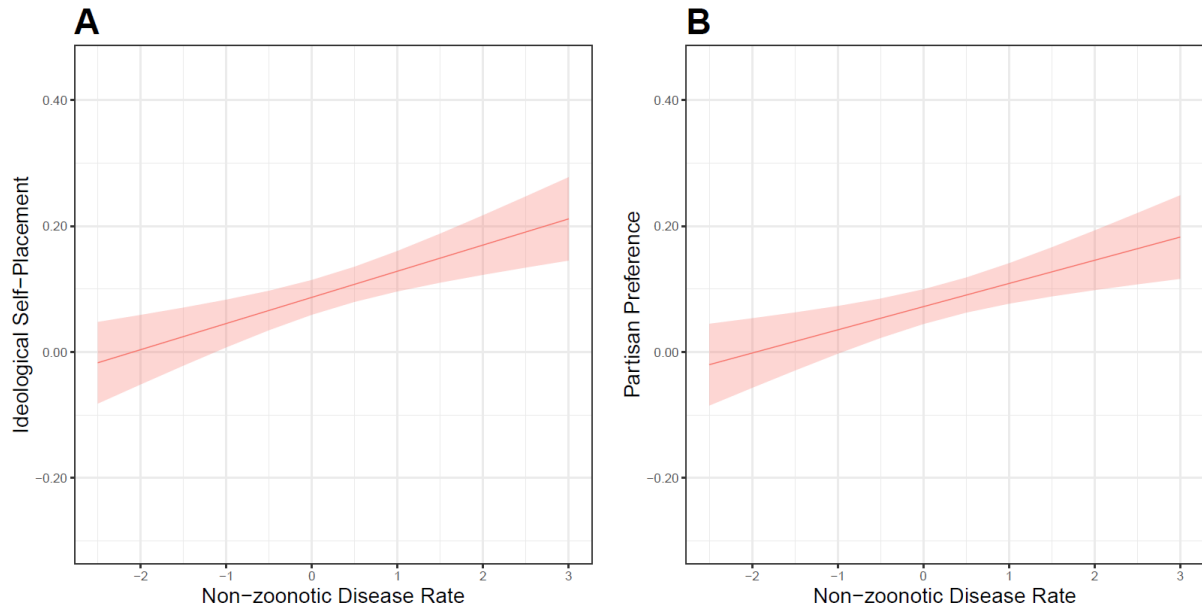 A
Ideological Self−Placement
0.40
0.20
0.00
−0.20
−2 −1 0 1 2 3
Non−zoonotic Disease Rate
B
Partisan Preference
0.40
0.20
0.00
−0.20
−2 −1 0 1 2 3
Non−zoonotic Disease Rate